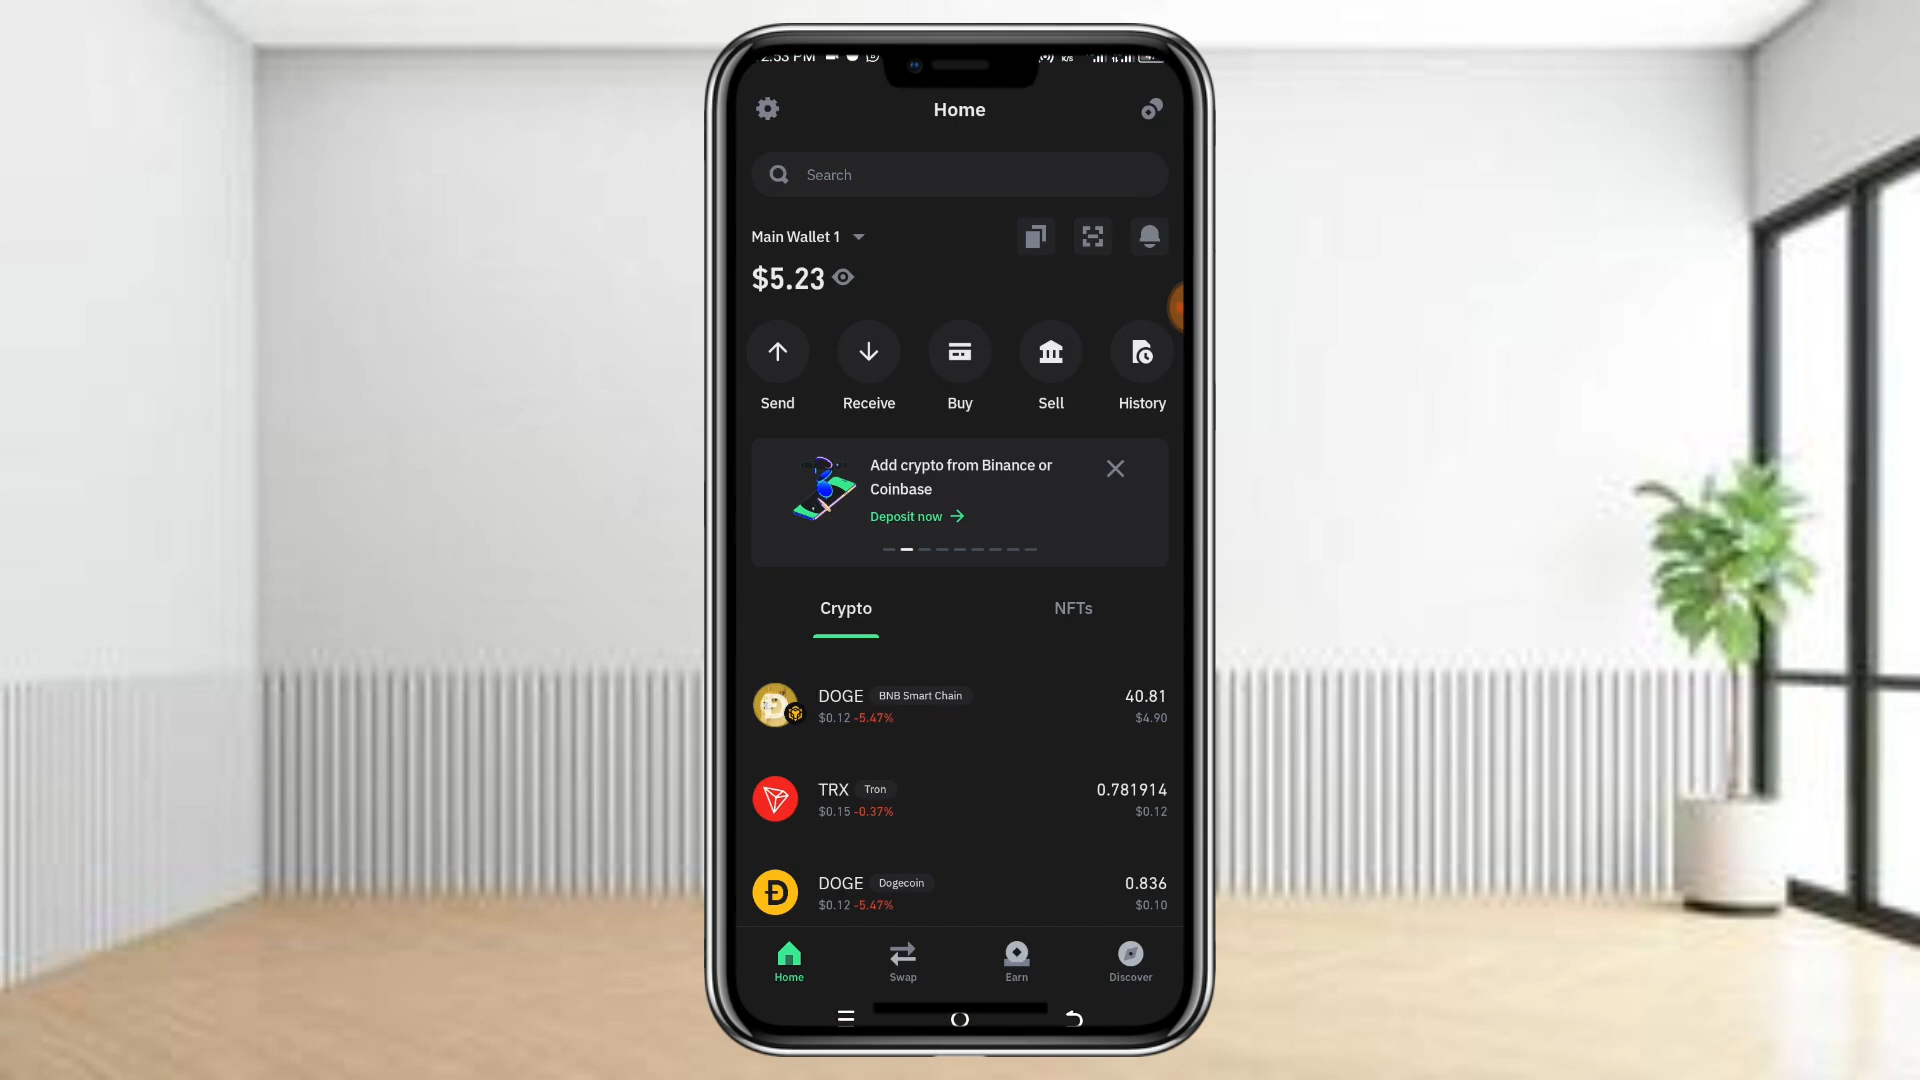 2:53 PM
K/S
Home
Search
Main Wallet 1
$5.23
Send Receive Buy Sell History
Add crypto from Binance or
Coinbase
Deposit now
Crypto NFTs
DOGE BNB Smart Chain 40.81
$0.12 -5.47% $4.90
TRX Tron 0.781914
$0.15 -0.37% $0.12
DOGE Dogecoin 0.836
$0.12 -5.47% $0.10
Home Swap Earn Discover